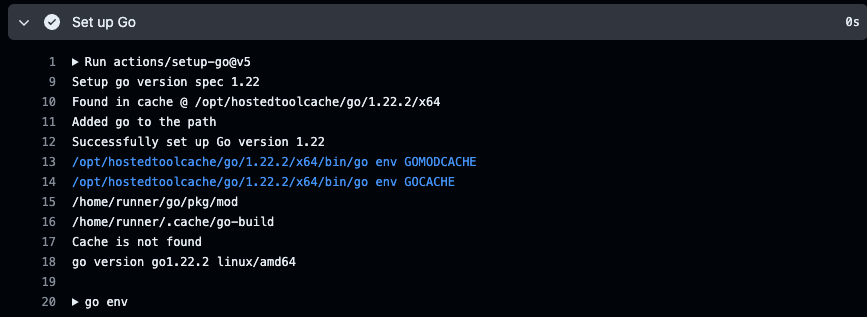 Set up Go 0s
1 Run actions/setup-go@v5
9 Setup go version spec 1.22
10 Found in cache @ /opt/hostedtoolcache/go/1.22.2/x64
11 Added go to the path
12 Successfully set up Go version 1.22
13 /opt/hostedtoolcache/go/1.22.2/x64/bin/go env GOMODCACHE
14 /opt/hostedtoolcache/go/1.22.2/x64/bin/go env GOCACHE
15 /home/runner/go/pkg/mod
16 /home/runner/.cache/go-build
17 Cache is not found
18 go version go1.22.2 linux/amd64
19
20 go env